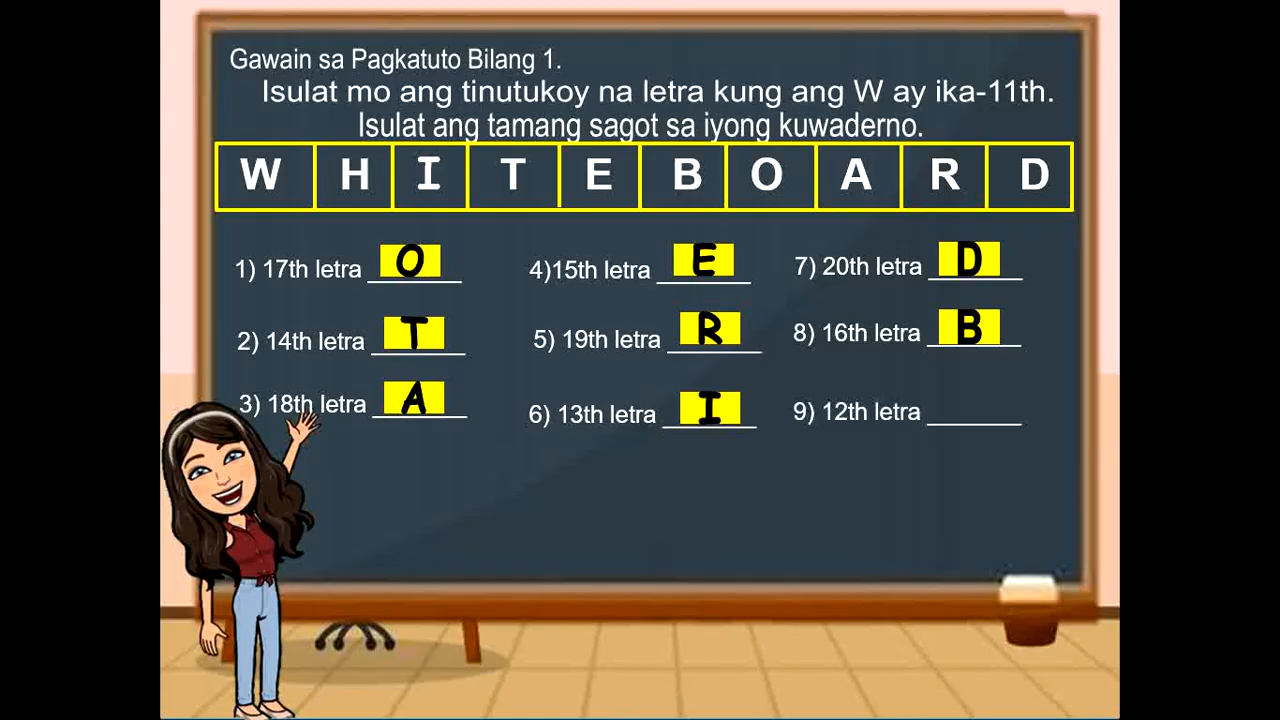 Gawain sa Pagkatuto Bilang 1.
Isulat mo ang tinutukoy na letra kung ang W ay ika-11th.
Isulat ang tamang sagot sa iyong kuwaderno.
W H I T E B O A R D
1) 17th letra O
4)15th letra E
7) 20th letra D
2) 14th letra T
5) 19th letra R
8) 16th letra B
3) 18th letra A
6) 13th letra I
9) 12th letra